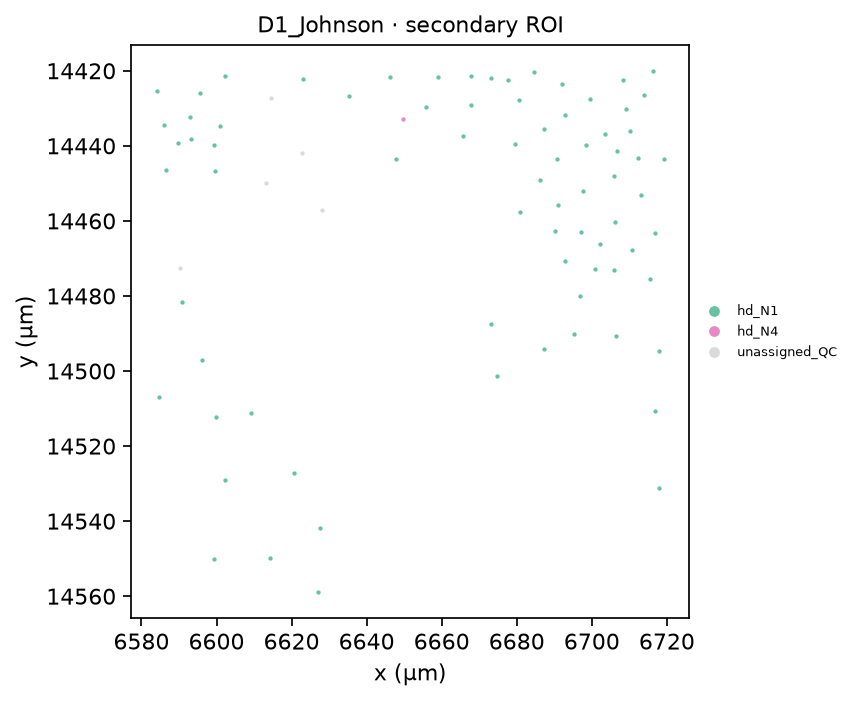 D1_Johnson · secondary ROI
14420
14440
14460
14480
14500
14520
14540
14560
y (μm)
6580 6600 6620 6640 6660 6680 6700 6720
x (μm)
hd_N1
hd_N4
unassigned_QC